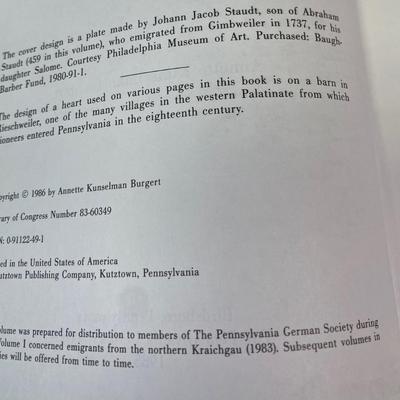 The cover design is a plate made by Johann Jacob Staudt, son of Abraham
Staudt (459 in this volume), who emigrated from Gimbweiler in 1737, for his
daughter Salome. Courtesy Philadelphia Museum of Art. Purchased: Baugh-
Barber Fund, 1980-91-1.
The design of a heart used on various pages in this book is on a barn in
Rieschweiler, one of the many villages in the western Palatinate from which
pioneers entered Pennsylvania in the eighteenth century.
opyright © 1986 by Annette Kunselman Burgert
rary of Congress Number 83-60349
N: 0-91122-49-1
ed in the United States of America
utztown Publishing Company, Kutztown, Pennsylvania
olume was prepared for distribution to members of The Pennsylvania German Society during
Volume I concerned emigrants from the northern Kraichgau (1983). Subsequent volumes in
ies will be offered from time to time.